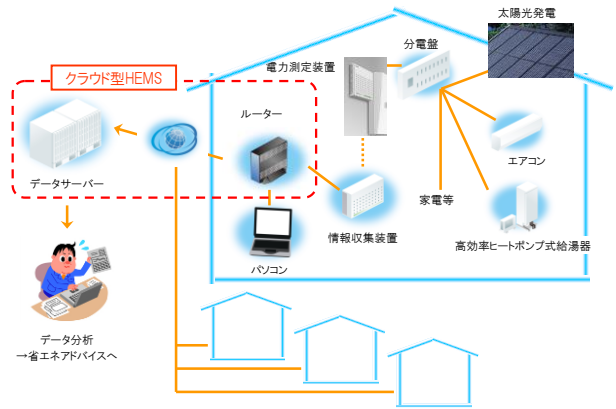 太陽光発電
分電盤
電力測定装置
クラウド型HEMS
ルーター
エアコン
データサーバー
家電等
情報収集装置
高効率ヒートポンプ式給湯器
パソコン
データ分析
→省エネアドバイスへ